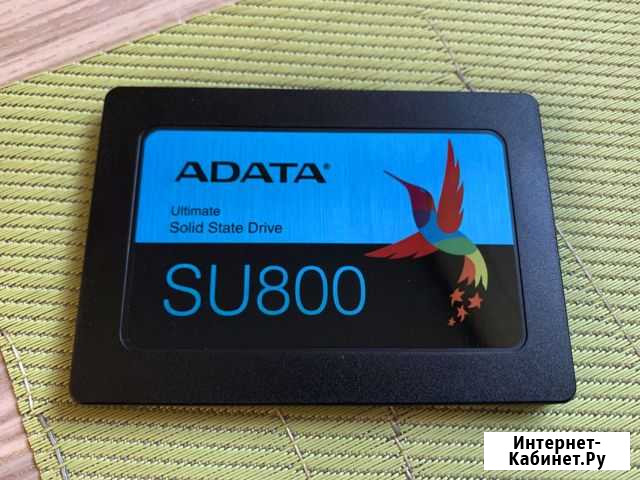 ADATA®
Ultimate
Solid State Drive
SU800
Интернет-
Кабинет.Ру